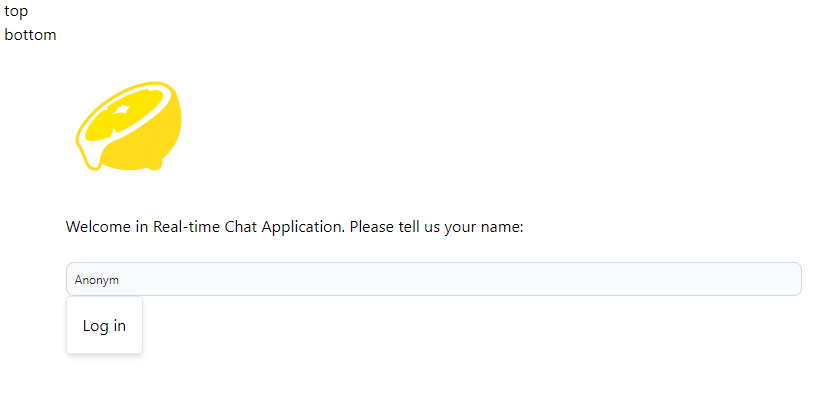 top
bottom
Welcome in Real-time Chat Application. Please tell us your name:
Anonym
Log in